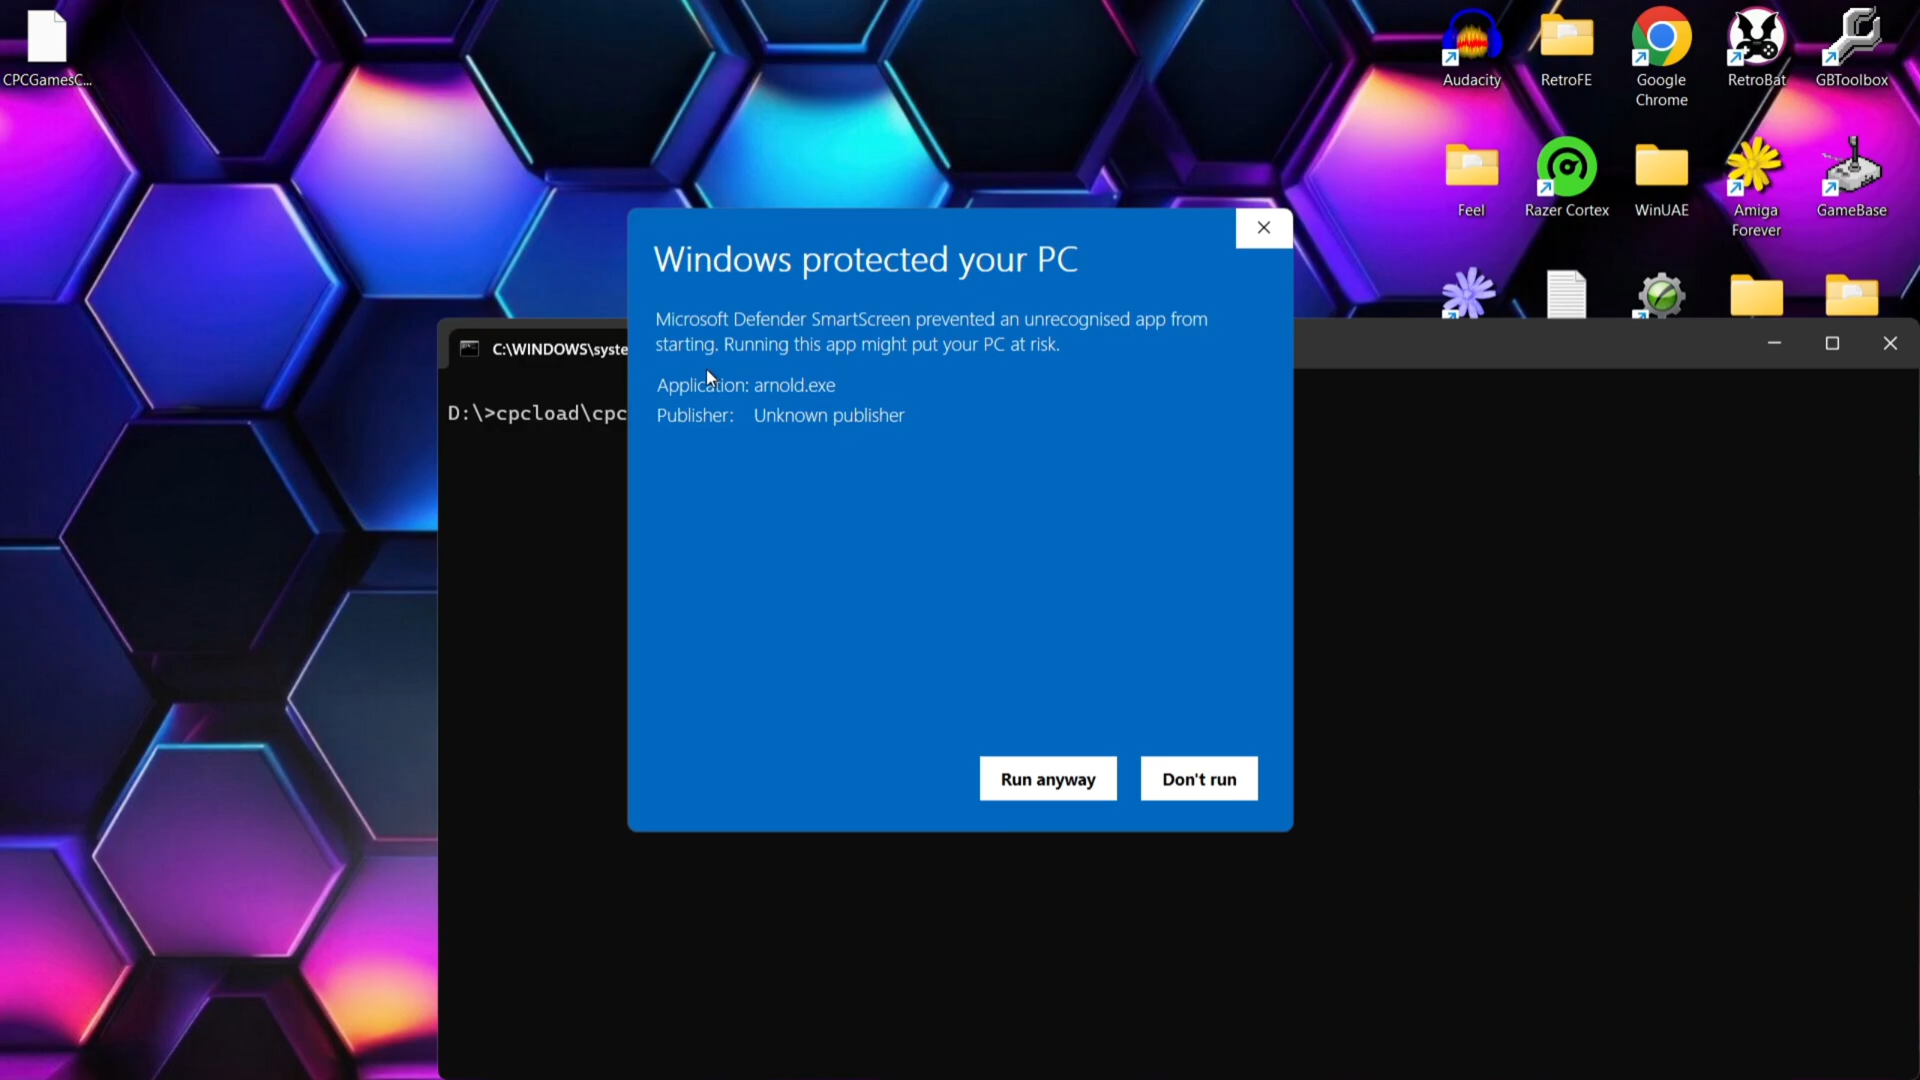 CPCGamesC...
Audacity
RetroFE
Google
Chrome
RetroBat
GBToolbox
Feel
Razer Cortex
WinUAE
Amiga
Forever
GameBase
Windows protected your PC
Microsoft Defender SmartScreen prevented an unrecognised app from
starting. Running this app might put your PC at risk.
Application: arnold.exe
Publisher: Unknown publisher
Run anyway
Don't run
C:\WINDOWS\syste
D:\>cpcload\cpc